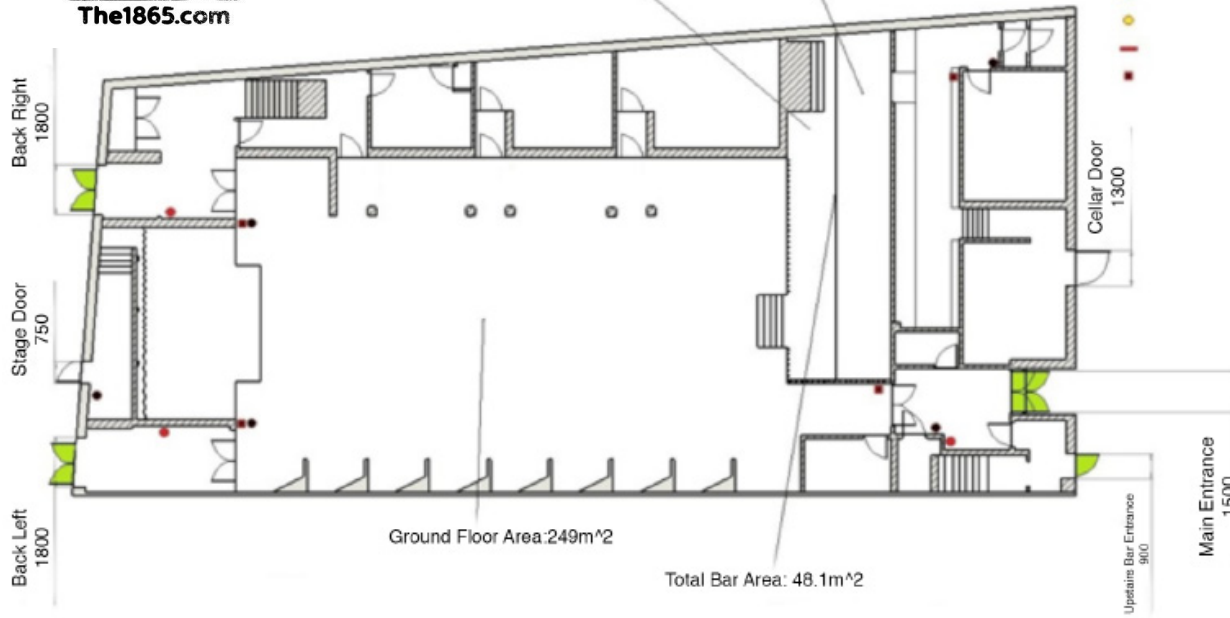 The1865.com
Back Right
1800
Stage Door
750
Back Left
1800
Cellar Door
1300
Main Entrance
1500
Upstairs Bar Entrance
900
Ground Floor Area:249m^2
Total Bar Area: 48.1m^2